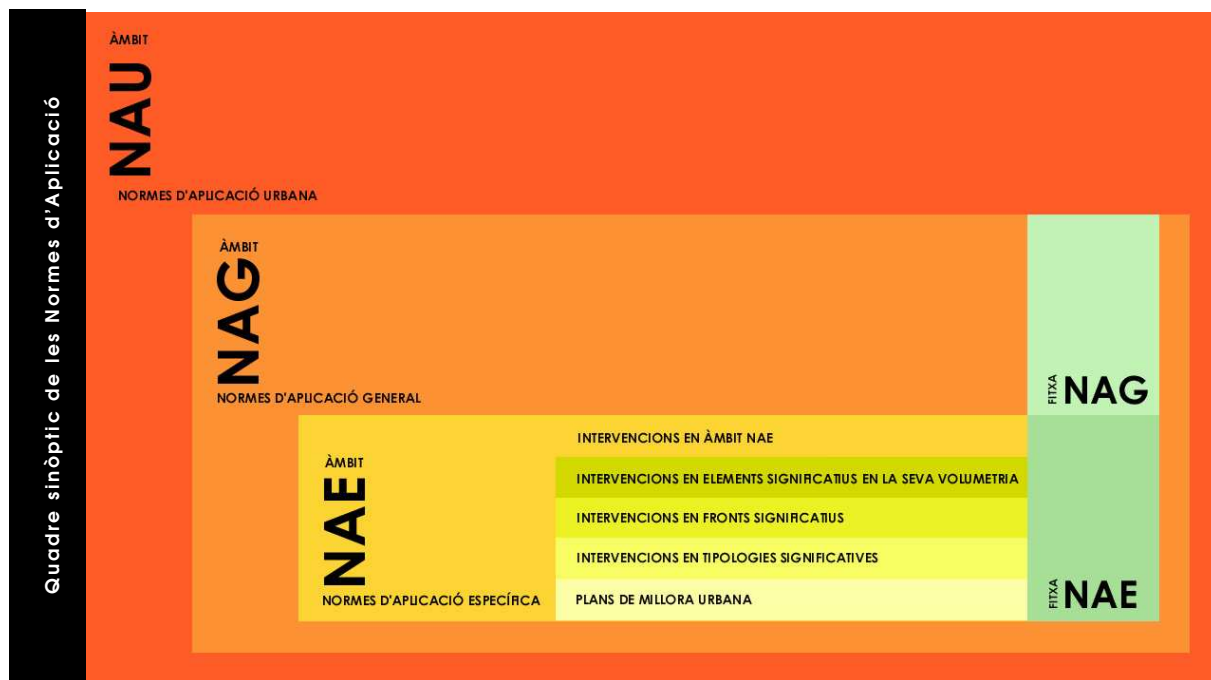 Quadre sinòptic de les Normes d'Aplicació
ÀMBIT
NAU
NORMES D'APLICACIÓ URBANA
ÀMBIT
NAG
NORMES D'APLICACIÓ GENERAL
FITXA NAG
ÀMBIT
NAE
NORMES D'APLICACIÓ ESPECÍFICA
INTERVENCIONS EN ÀMBIT NAE
INTERVENCIONS EN ELEMENTS SIGNIFICATIUS EN LA SEVA VOLUMETRIA
INTERVENCIONS EN FRONTS SIGNIFICATIUS
INTERVENCIONS EN TIPOLOGIES SIGNIFICATIVES
PLANS DE MILLORA URBANA
FITXA NAE